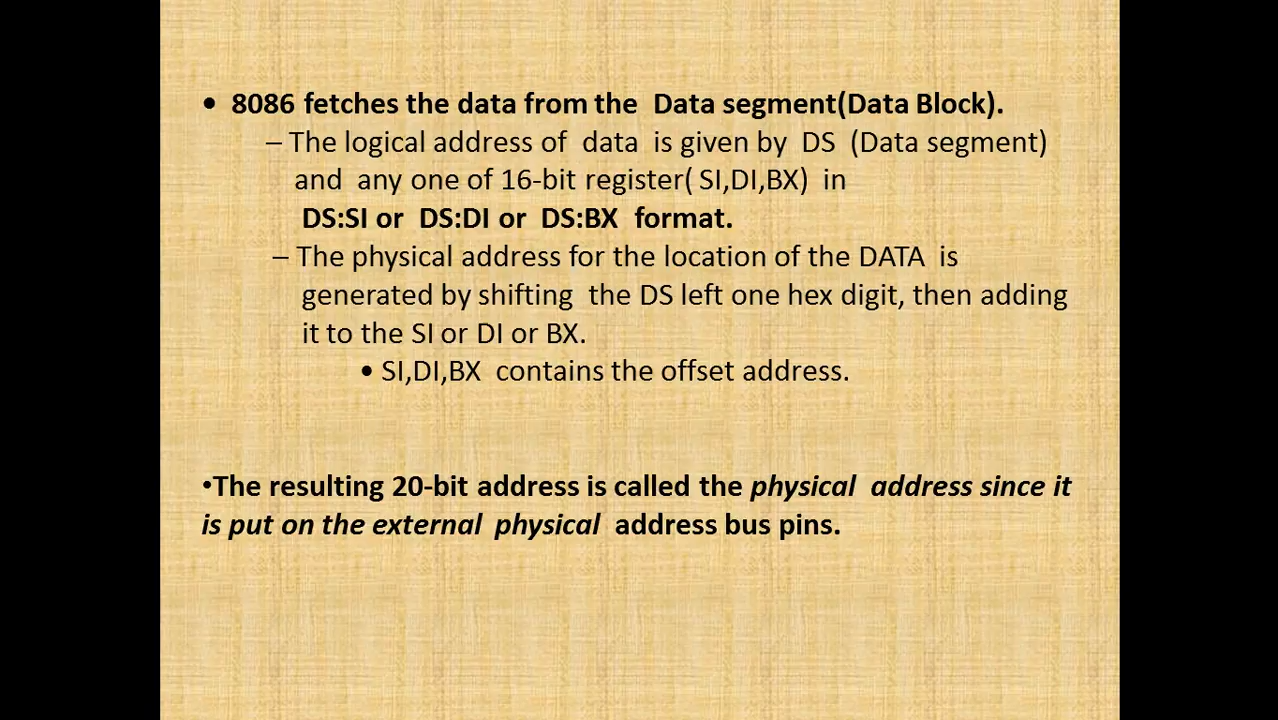 • 8086 fetches the data from the Data segment(Data Block).
– The logical address of data is given by DS (Data segment)
and any one of 16-bit register( SI,DI,BX) in
DS:SI or DS:DI or DS:BX format.
– The physical address for the location of the DATA is
generated by shifting the DS left one hex digit, then adding
it to the SI or DI or BX.
• SI,DI,BX contains the offset address.
•The resulting 20-bit address is called the physical address since it
is put on the external physical address bus pins.